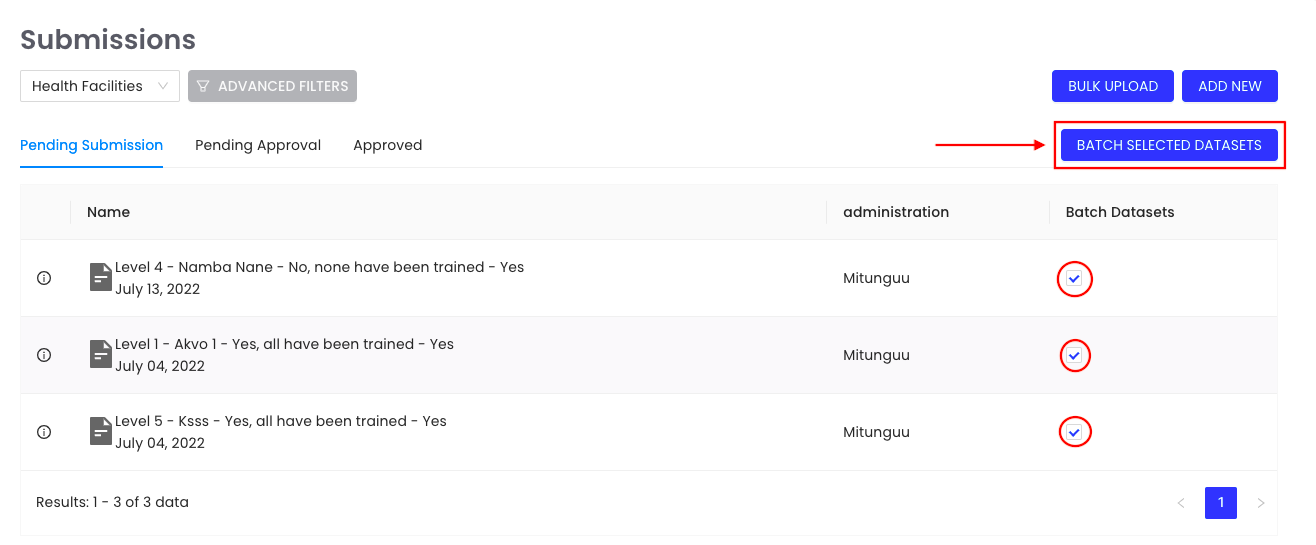 Submissions
Health Facilities
ADVANCED FILTERS
BULK UPLOAD
ADD NEW
Pending Submission
Pending Approval
Approved
BATCH SELECTED DATASETS
Name
administration
Batch Datasets
Level 4 - Namba Nane - No, none have been trained - Yes
July 13, 2022
Mitunguu
Level 1 - Akvo 1 - Yes, all have been trained - Yes
July 04, 2022
Mitunguu
Level 5 - Ksss - Yes, all have been trained - Yes
July 04, 2022
Mitunguu
Results: 1 - 3 of 3 data
1